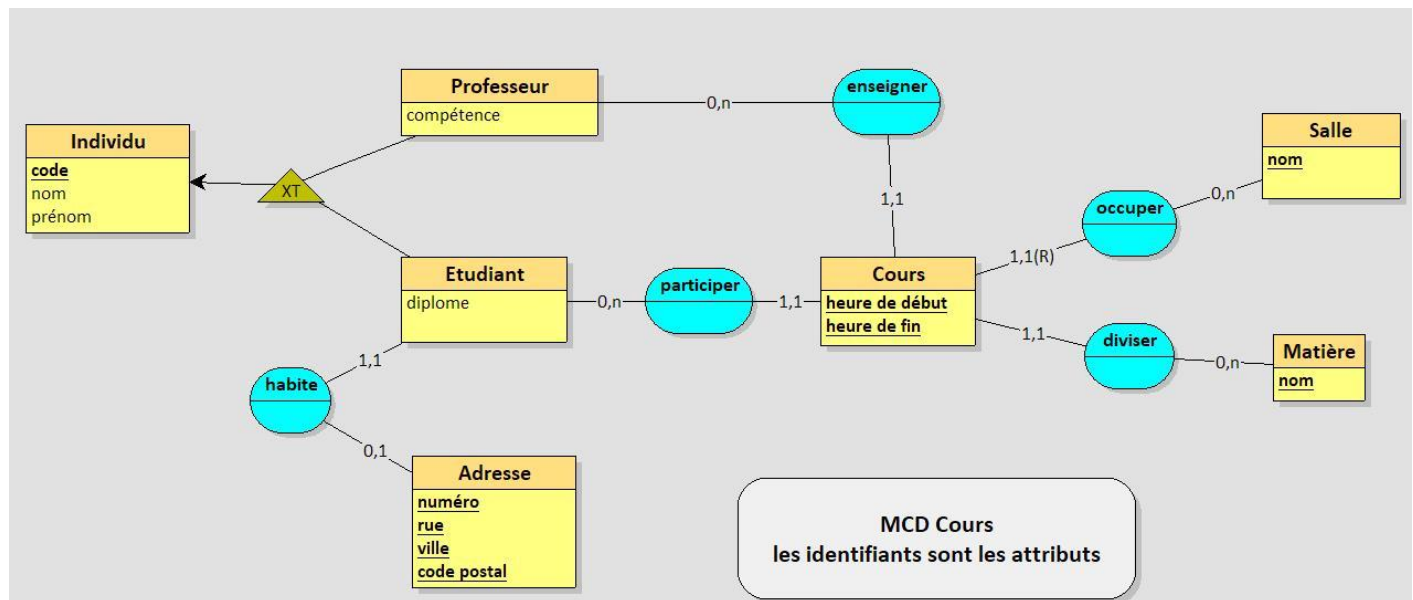 Individu
code
nom
prénom
XT
Professeur
compétence
0,n
enseigner
1,1
Etudiant
diplome
0,n
participer
1,1
Cours
heure de début
heure de fin
1,1(R)
occuper
0,n
Salle
nom
1,1
diviser
0,n
Matière
nom
1,1
habite
0,1
Adresse
numéro
rue
ville
code postal
MCD Cours
les identifiants sont les attributs